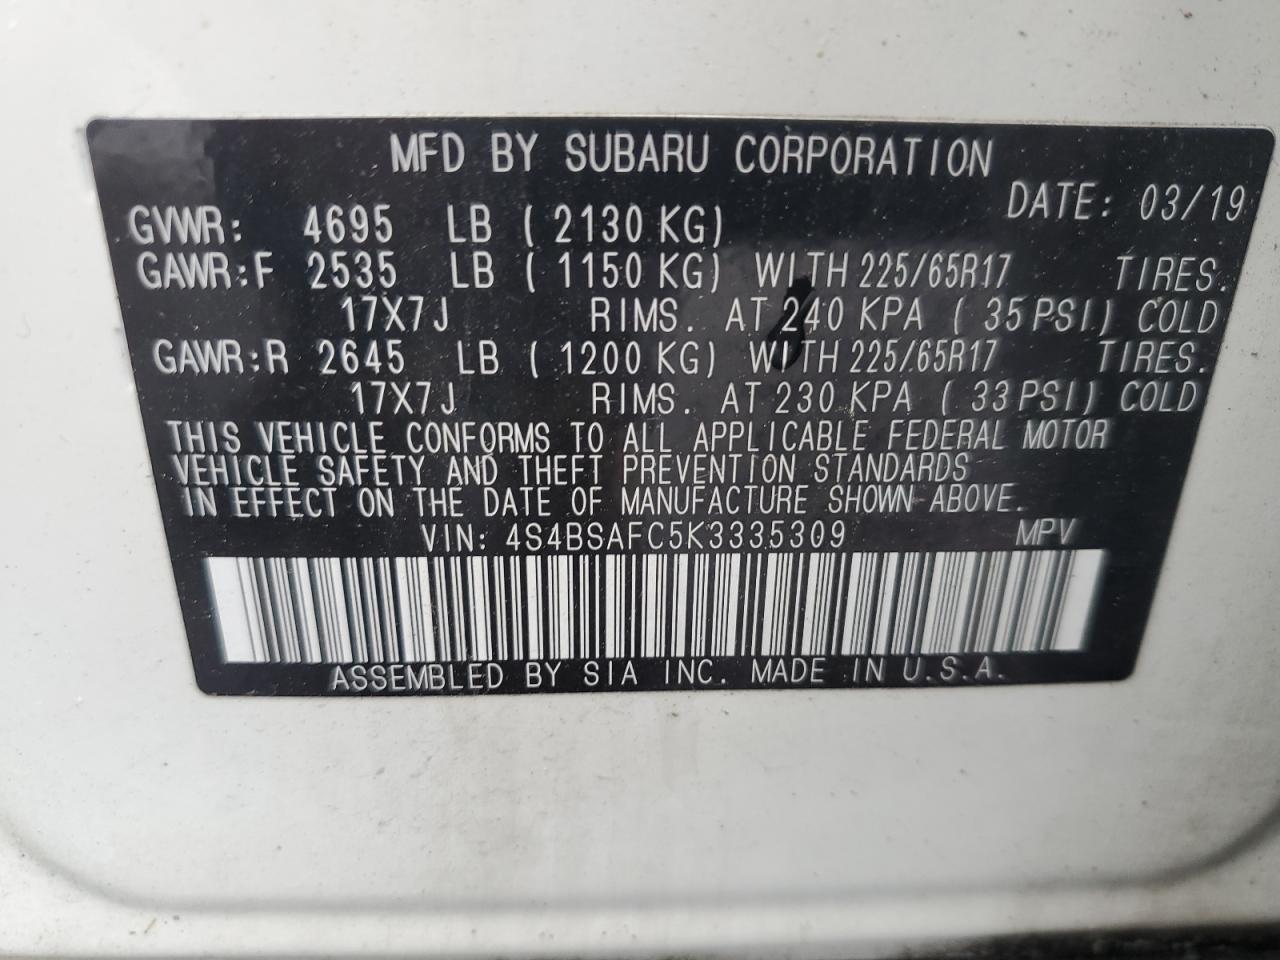 MFD BY SUBARU CORPORATION
DATE: 03/19
GVWR: 4695 LB ( 2130 KG)
GAWR:F 2535 LB ( 1150 KG) WITH 225/65R17 TIRES.
17X7J RIMS. AT 240 KPA ( 35 PSI) COLD
GAWR:R 2645 LB ( 1200 KG) WITH 225/65R17 TIRES.
17X7J RIMS. AT 230 KPA ( 33 PSI) COLD
THIS VEHICLE CONFORMS TO ALL APPLICABLE FEDERAL MOTOR
VEHICLE SAFETY AND THEFT PREVENTION STANDARDS
IN EFFECT ON THE DATE OF MANUFACTURE SHOWN ABOVE.
VIN: 4S4BSAFC5K3335309 MPV
ASSEMBLED BY SIA INC. MADE IN U.S.A.